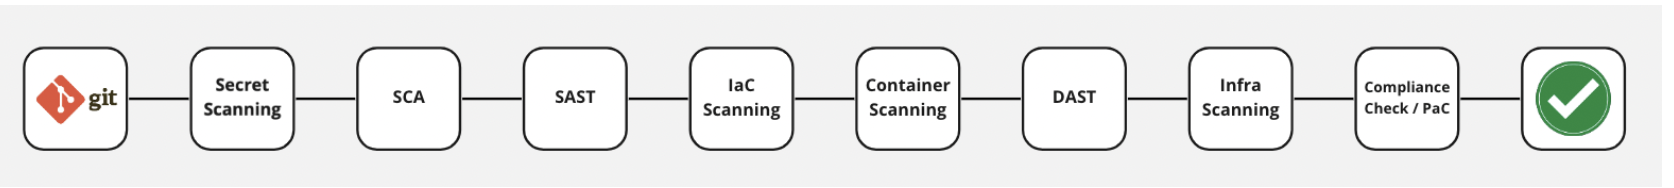 git
Secret
Scanning
SCA
SAST
IaC
Scanning
Container
Scanning
DAST
Infra
Scanning
Compliance
Check / PaC